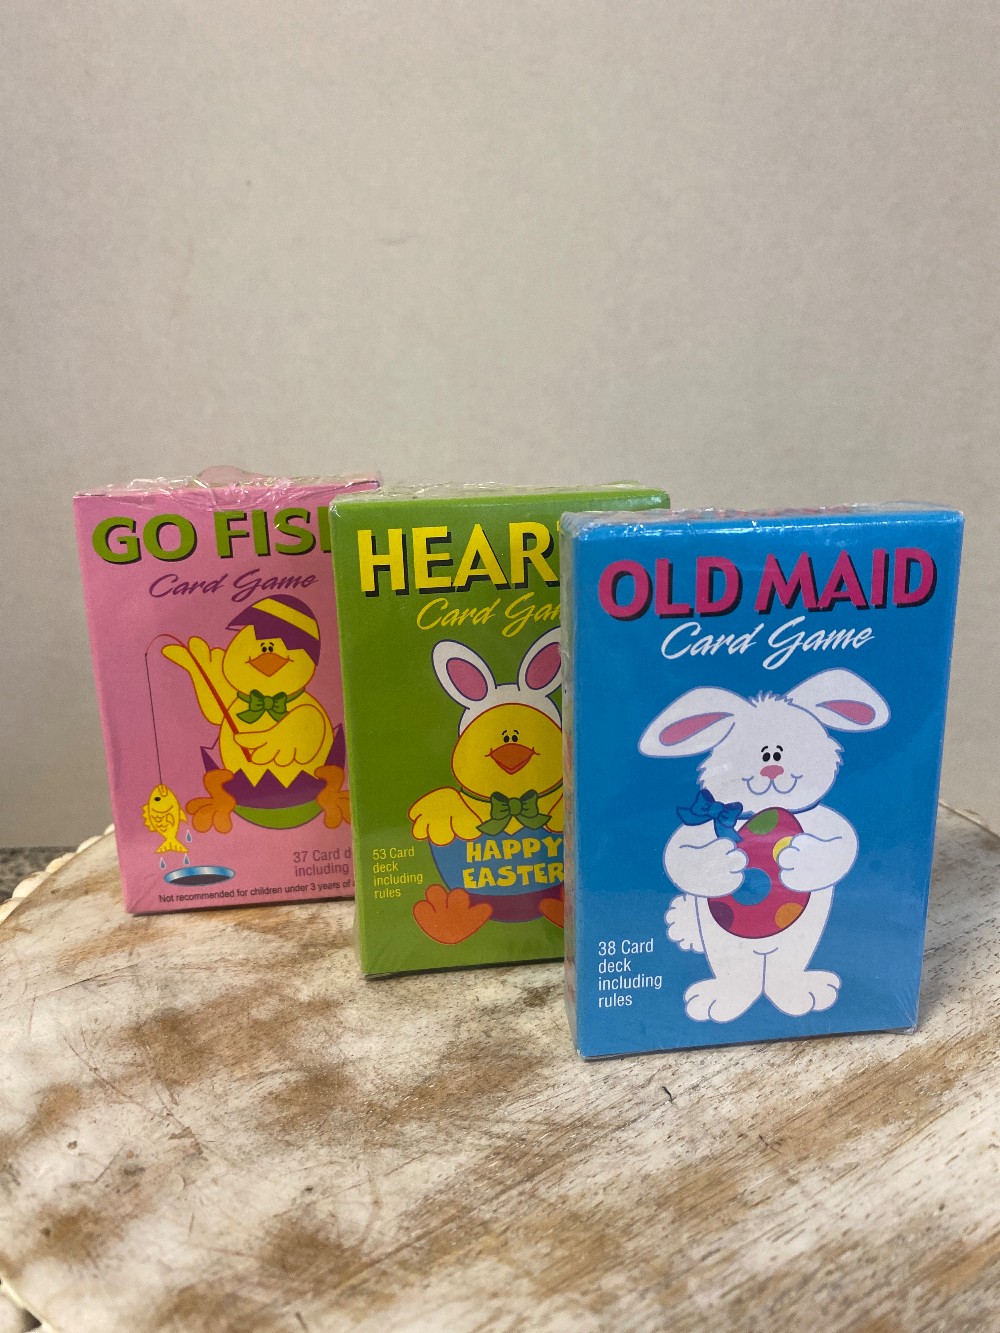 GO FIS
Card Game
37 Card d
including
Not recommended for children under 3 years of
HEAR
Card Gam
HAPPY
EASTER
53 Card
deck
including
rules
OLD MAID
Card Game
38 Card
deck
including
rules